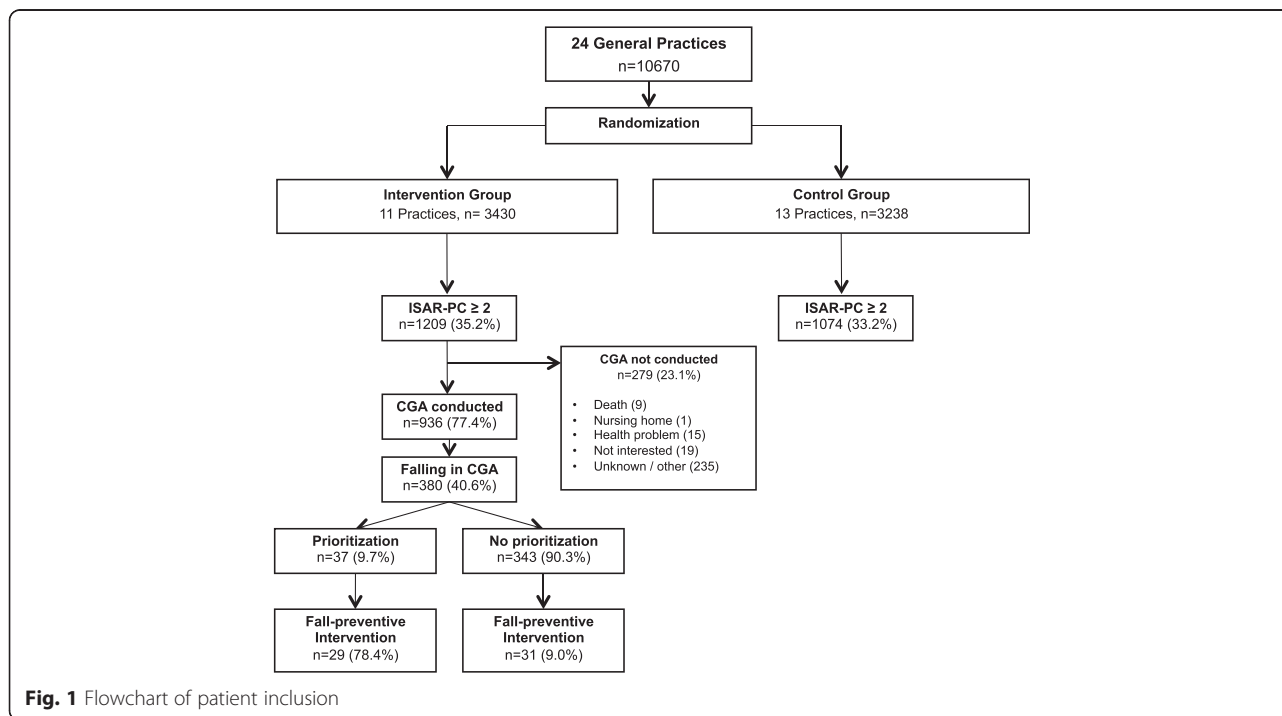 24 General Practices
n=10670
Randomization
Intervention Group
11 Practices, n= 3430
Control Group
13 Practices, n=3238
ISAR-PC ≥ 2
n=1209 (35.2%)
ISAR-PC ≥ 2
n=1074 (33.2%)
CGA not conducted
n=279 (23.1%)
• Death (9)
• Nursing home (1)
• Health problem (15)
• Not interested (19)
• Unknown / other (235)
CGA conducted
n=936 (77.4%)
Falling in CGA
n=380 (40.6%)
Prioritization
n=37 (9.7%)
No prioritization
n=343 (90.3%)
Fall-preventive
Intervention
n=29 (78.4%)
Fall-preventive
Intervention
n=31 (9.0%)
Fig. 1 Flowchart of patient inclusion